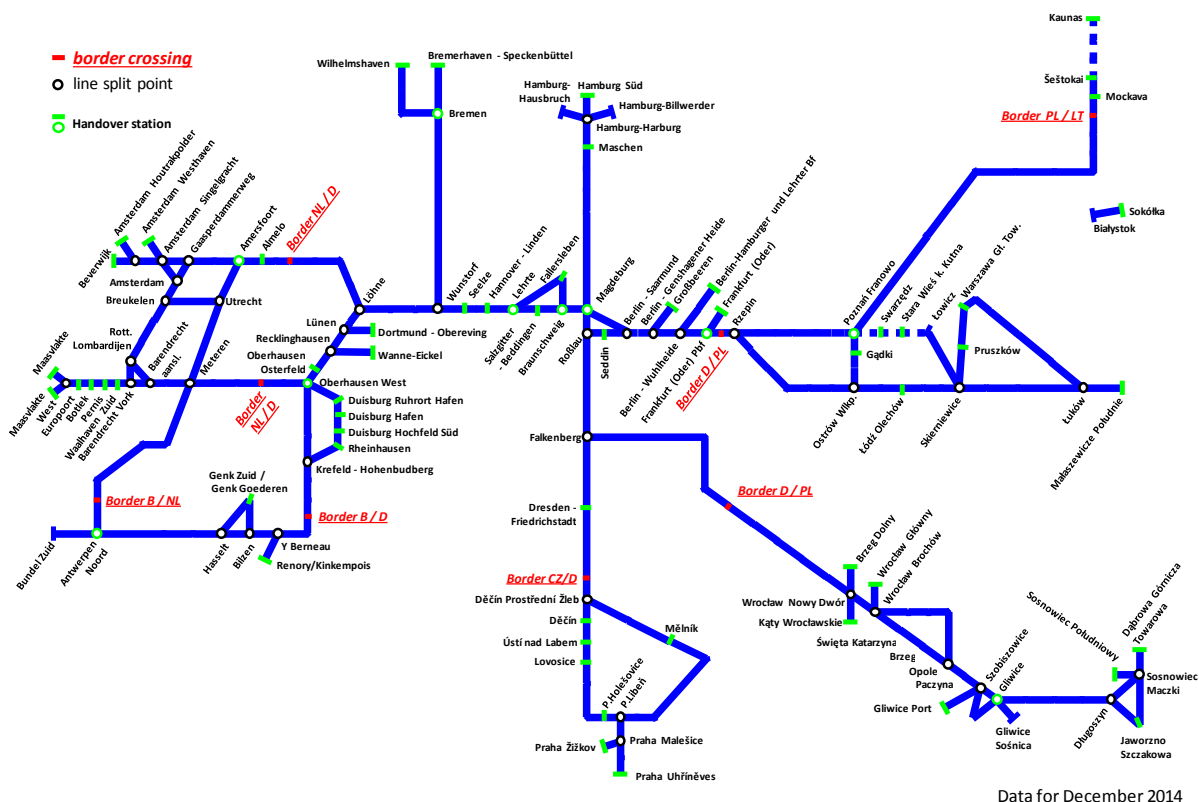 border crossing
line split point
Handover station
Kaunas
Šeštokai
Mockava
Border PL / LT
Sokółka
Białystok
Wilhelmshaven
Bremerhaven - Speckenbüttel
Bremen
Hamburg-
Hausbruch
Hamburg Süd
Hamburg-Billwerder
Hamburg-Harburg
Maschen
Beverwijk
Amsterdam Houtrakpolder
Amsterdam Westhaven
Amsterdam Singelgracht
Gaasperdammerweg
Amersfoort
Almelo
Border NL / D
Amsterdam
Breukelen
Utrecht
Löhne
Wunstorf
Seelze
Hannover - Linden
Lehrte
Fallersleben
Salzgitter
- Beddingen
Braunschweig
Magdeburg
Roßlau
Seddin
Berlin - Saarmund
Berlin - Genshagener Heide
Großbeeren
Berlin - Wuhlheide
Berlin-Hamburger und Lehrter Bf
Frankfurt (Oder)
Frankfurt (Oder) Pbf
Border D / PL
Rzepin
Poznań Franowo
Swarzędz
Stara Wieś k. Kutna
Łowicz
Warszawa Gł. Tow.
Pruszków
Gądki
Ostrów Wlkp.
Łódź Olechów
Skierniewice
Łuków
Małaszewicze Południe
Rott.
Lombardijen
Barendrecht
aansl.
Meteren
Maasvlakte
Maasvlakte
West
Europoort
Botlek
Pernis
Waalhaven Zuid
Barendrecht Vork
Border
NL / D
Lünen
Dortmund - Obereving
Recklinghausen
Wanne-Eickel
Oberhausen
Osterfeld
Oberhausen West
Duisburg Ruhrort Hafen
Duisburg Hafen
Duisburg Hochfeld Süd
Rheinhausen
Krefeld - Hohenbudberg
Border B / NL
Border B / D
Bundel Zuid
Antwerpen
Noord
Genk Zuid /
Genk Goederen
Hasselt
Bilzen
Y Berneau
Renory/Kinkempois
Falkenberg
Dresden -
Friedrichstadt
Border CZ/D
Děčín Prostřední Žleb
Děčín
Ústí nad Labem
Lovosice
Mělník
P.Holešovice
P.Libeň
Praha Malešice
Praha Žižkov
Praha Uhříněves
Border D / PL
Brzeg Dolny
Wrocław Główny
Wrocław Brochów
Wrocław Nowy Dwór
Kąty Wrocławskie
Święta Katarzyna
Brzeg
Opole
Paczyna
Szobiszowice
Gliwice
Gliwice Port
Gliwice
Sośnica
Sosnowiec Południowy
Dąbrowa Górnicza
Towarowa
Sosnowiec
Maczki
Długoszyn
Jaworzno
Szczakowa
Data for December 2014